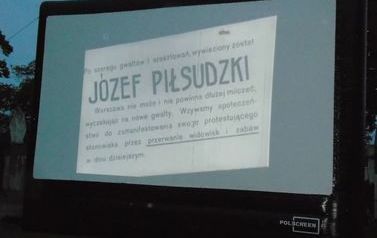 Po szeregu gwałtów i aresztowań, wywieziony został
JÓZEF PIŁSUDZKI
Warszawa nie może i nie powinna dłużej milczeć,
wyczekując na nowe gwałty. Wzywamy społeczeń-
stwo do zamanifestowania swego protestującego
stanowiska przez przerwanie widowisk i zabaw
w dniu dzisiejszym.
POLSCREEN